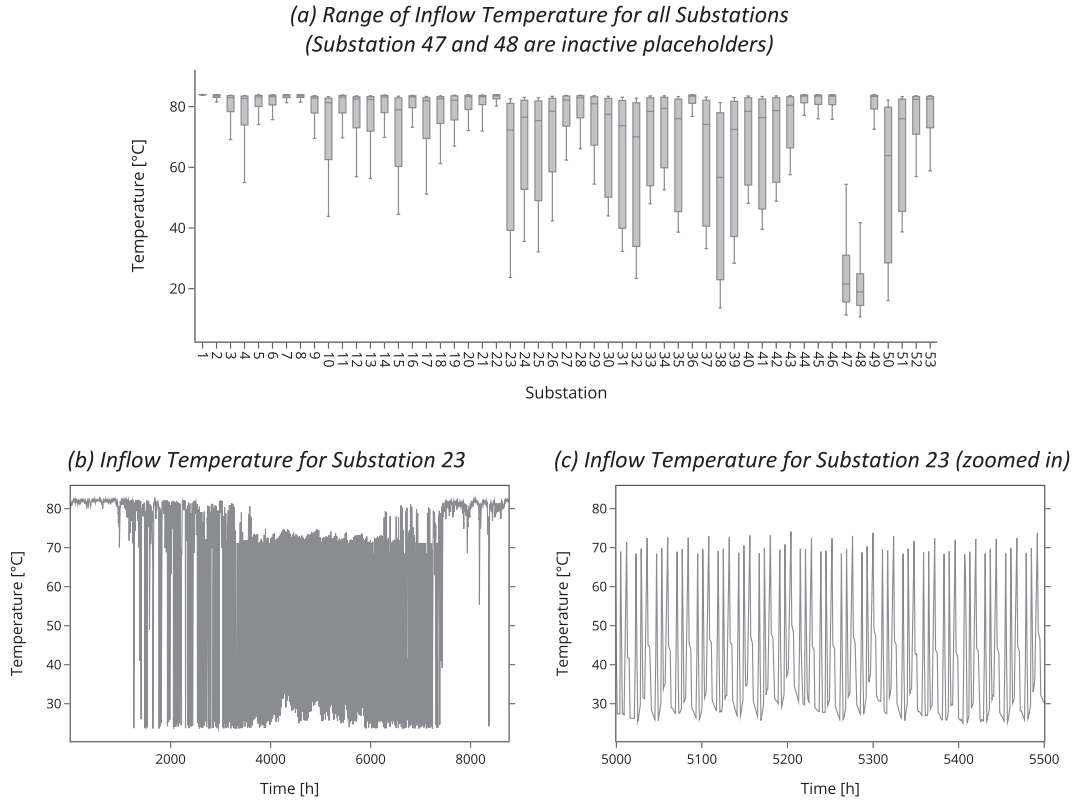 (a) Range of Inflow Temperature for all Substations
(Substation 47 and 48 are inactive placeholders)
Temperature [°C]
80
60
40
20
1 2 3 4 5 6 7 8 9 10 11 12 13 14 15 16 17 18 19 20 21 22 23 24 25 26 27 28 29 30 31 32 33 34 35 36 37 38 39 40 41 42 43 44 45 46 47 48 49 50 51 52 53
Substation
(b) Inflow Temperature for Substation 23
Temperature [°C]
80
70
60
50
40
30
2000 4000 6000 8000
Time [h]
(c) Inflow Temperature for Substation 23 (zoomed in)
Temperature [°C]
80
70
60
50
40
30
5000 5100 5200 5300 5400 5500
Time [h]